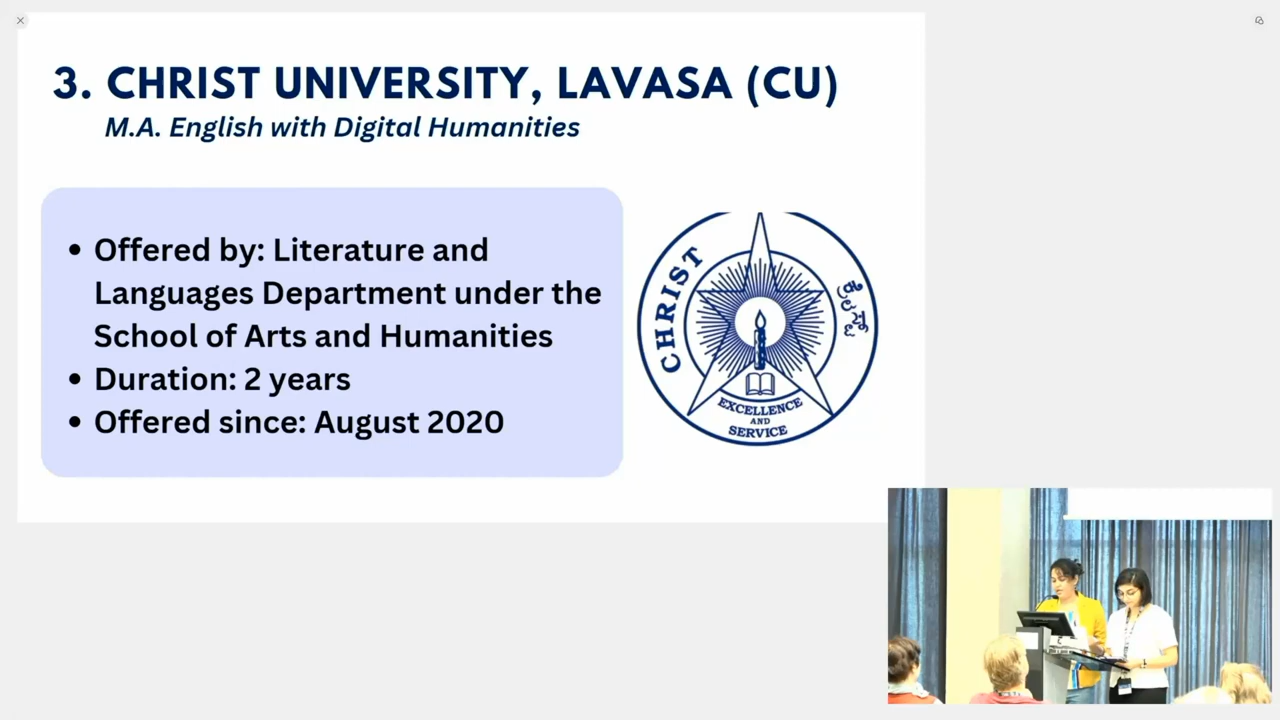 3. CHRIST UNIVERSITY, LAVASA (CU)
M.A. English with Digital Humanities
• Offered by: Literature and
Languages Department under the
School of Arts and Humanities
• Duration: 2 years
• Offered since: August 2020
CHRIST
ಕ್ರೈಸ್ಟ್
EXCELLENCE
AND
SERVICE